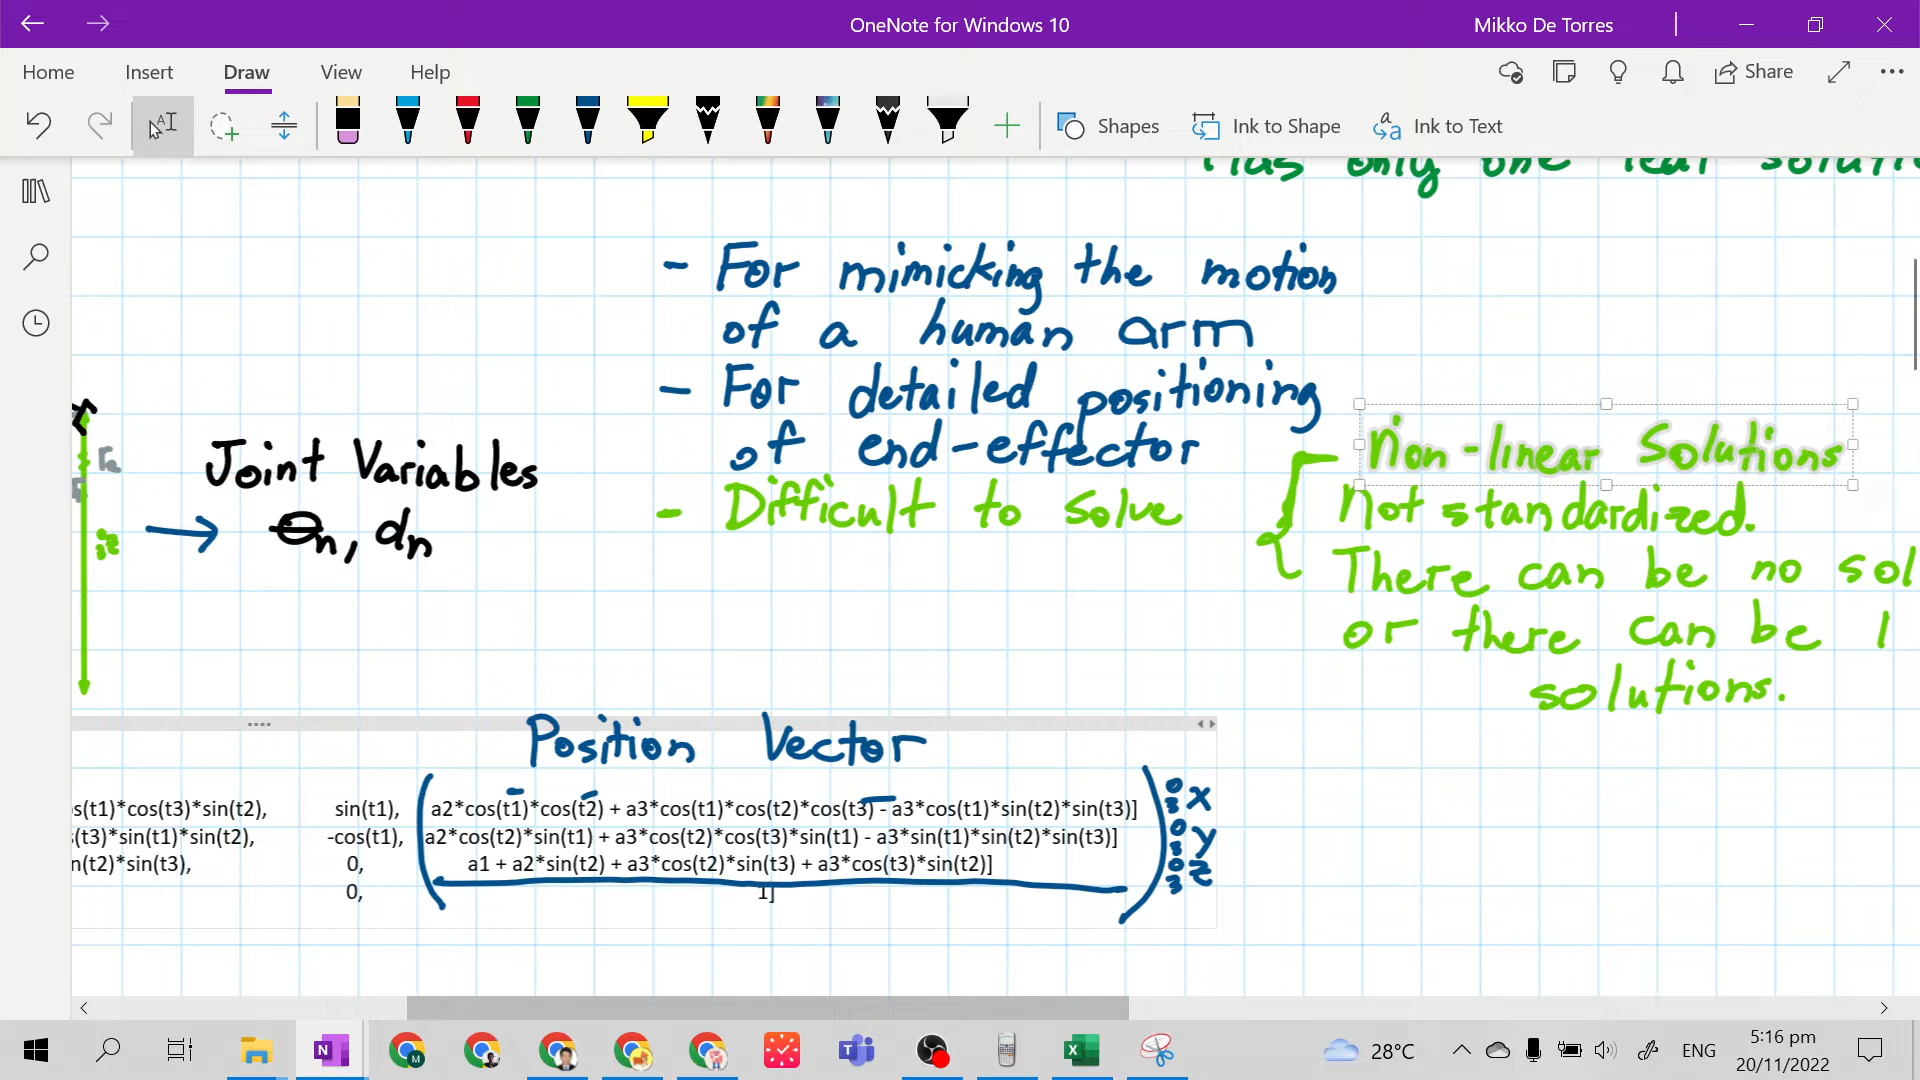 OneNote for Windows 10
Mikko De Torres
Home Insert Draw View Help
Share
Shapes Ink to Shape Ink to Text
Has only one real soluti
- For mimicking the motion
of a human arm
- For detailed positioning
of end-effector
- Difficult to solve
Non-linear Solutions
Not standardized.
There can be no sol
or there can be 1
solutions.
Joint Variables
θn, dn
Position Vector
s(t1)*cos(t3)*sin(t2), sin(t1), a2*cos(t1)*cos(t2) + a3*cos(t1)*cos(t2)*cos(t3) - a3*cos(t1)*sin(t2)*sin(t3)]
(t3)*sin(t1)*sin(t2), -cos(t1), a2*cos(t2)*sin(t1) + a3*cos(t2)*cos(t3)*sin(t1) - a3*sin(t1)*sin(t2)*sin(t3)]
n(t2)*sin(t3), 0, a1 + a2*sin(t2) + a3*cos(t2)*sin(t3) + a3*cos(t3)*sin(t2)]
0, 1]
0 3 X
0 3 Y
0 3 Z
28°C
ENG
5:16 pm
20/11/2022